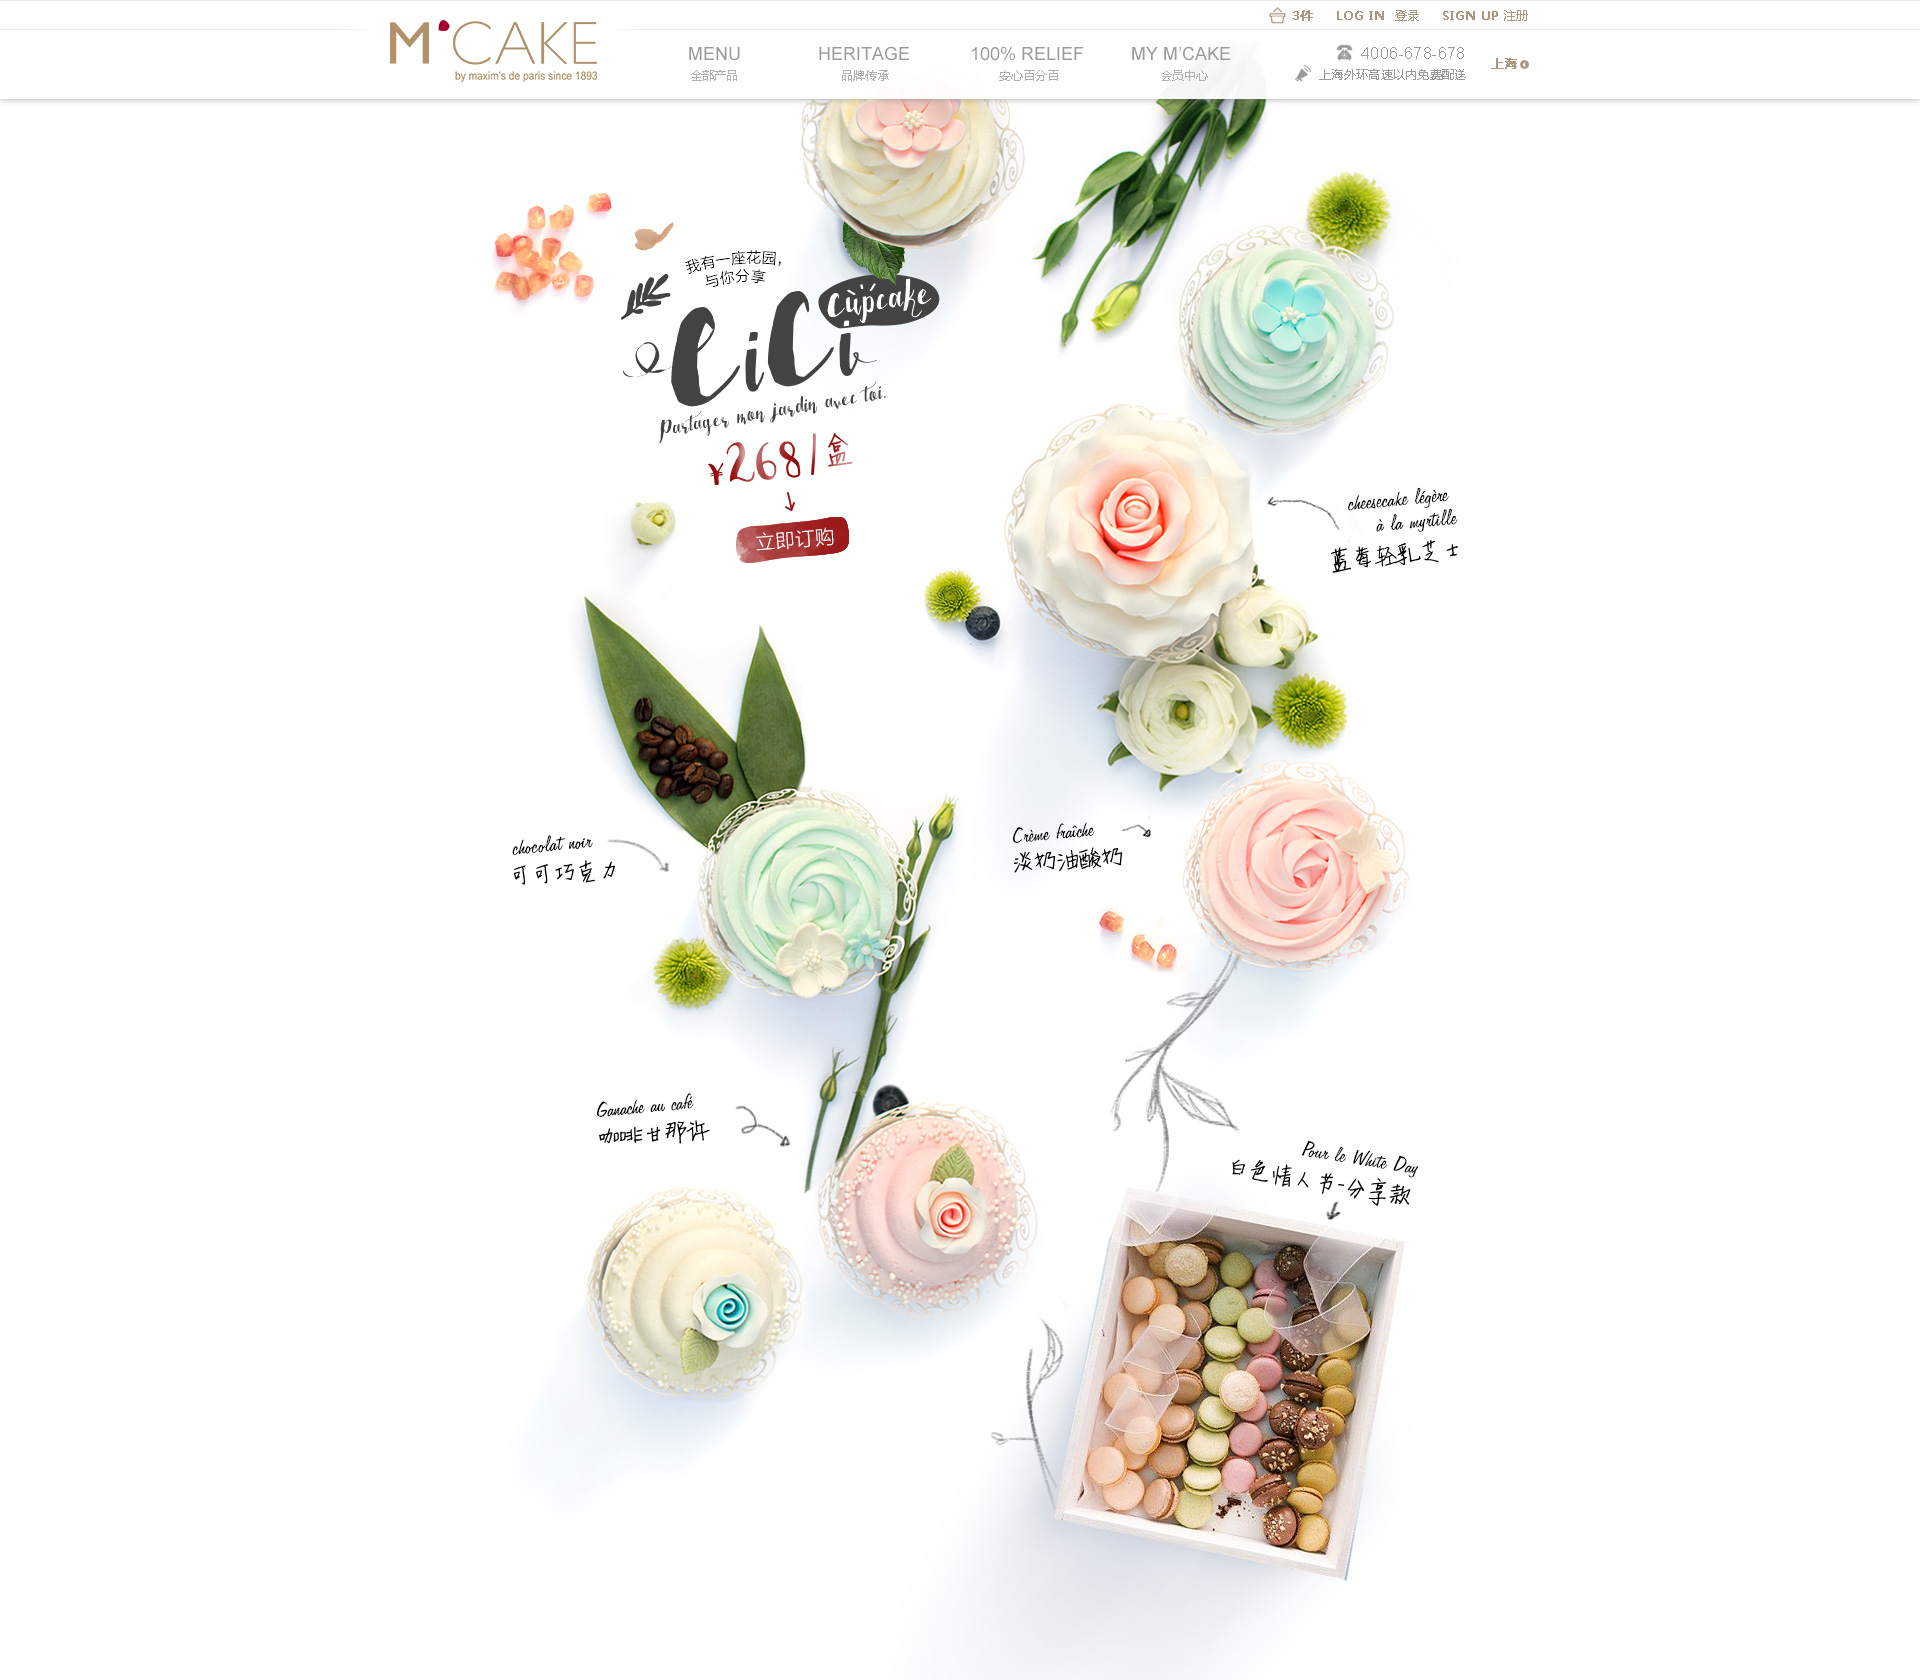 3件 LOG IN 登录 SIGN UP 注册
M'CAKE
by maxim's de paris since 1893
MENU
全部产品
HERITAGE
品牌传承
100% RELIEF
安心百分百
MY M'CAKE
会员中心
4006-678-678
上海外环高速以内免费配送
上海
我有一座花园,
与你分享
CiCi
Cupcake
Partager mon jardin avec toi.
¥268/盒
立即订购
cheesecake légère
à la myrtille
蓝莓轻乳芝士
chocolat noir
可可巧克力
Crème fraîche
淡奶油酸奶
Ganache au café
咖啡甘那许
Pour le White Day
白色情人节-分享款